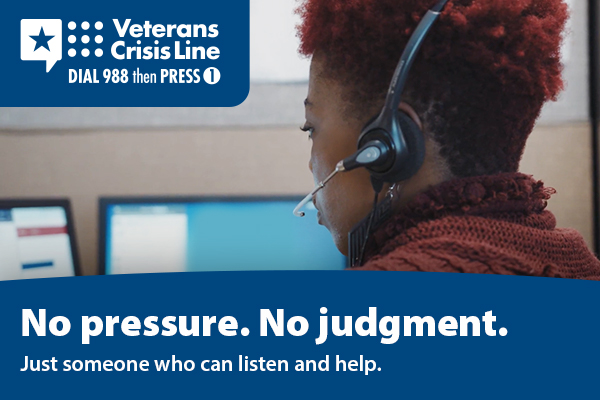 Veterans
Crisis Line
DIAL 988 then PRESS 1
No pressure. No judgment.
Just someone who can listen and help.